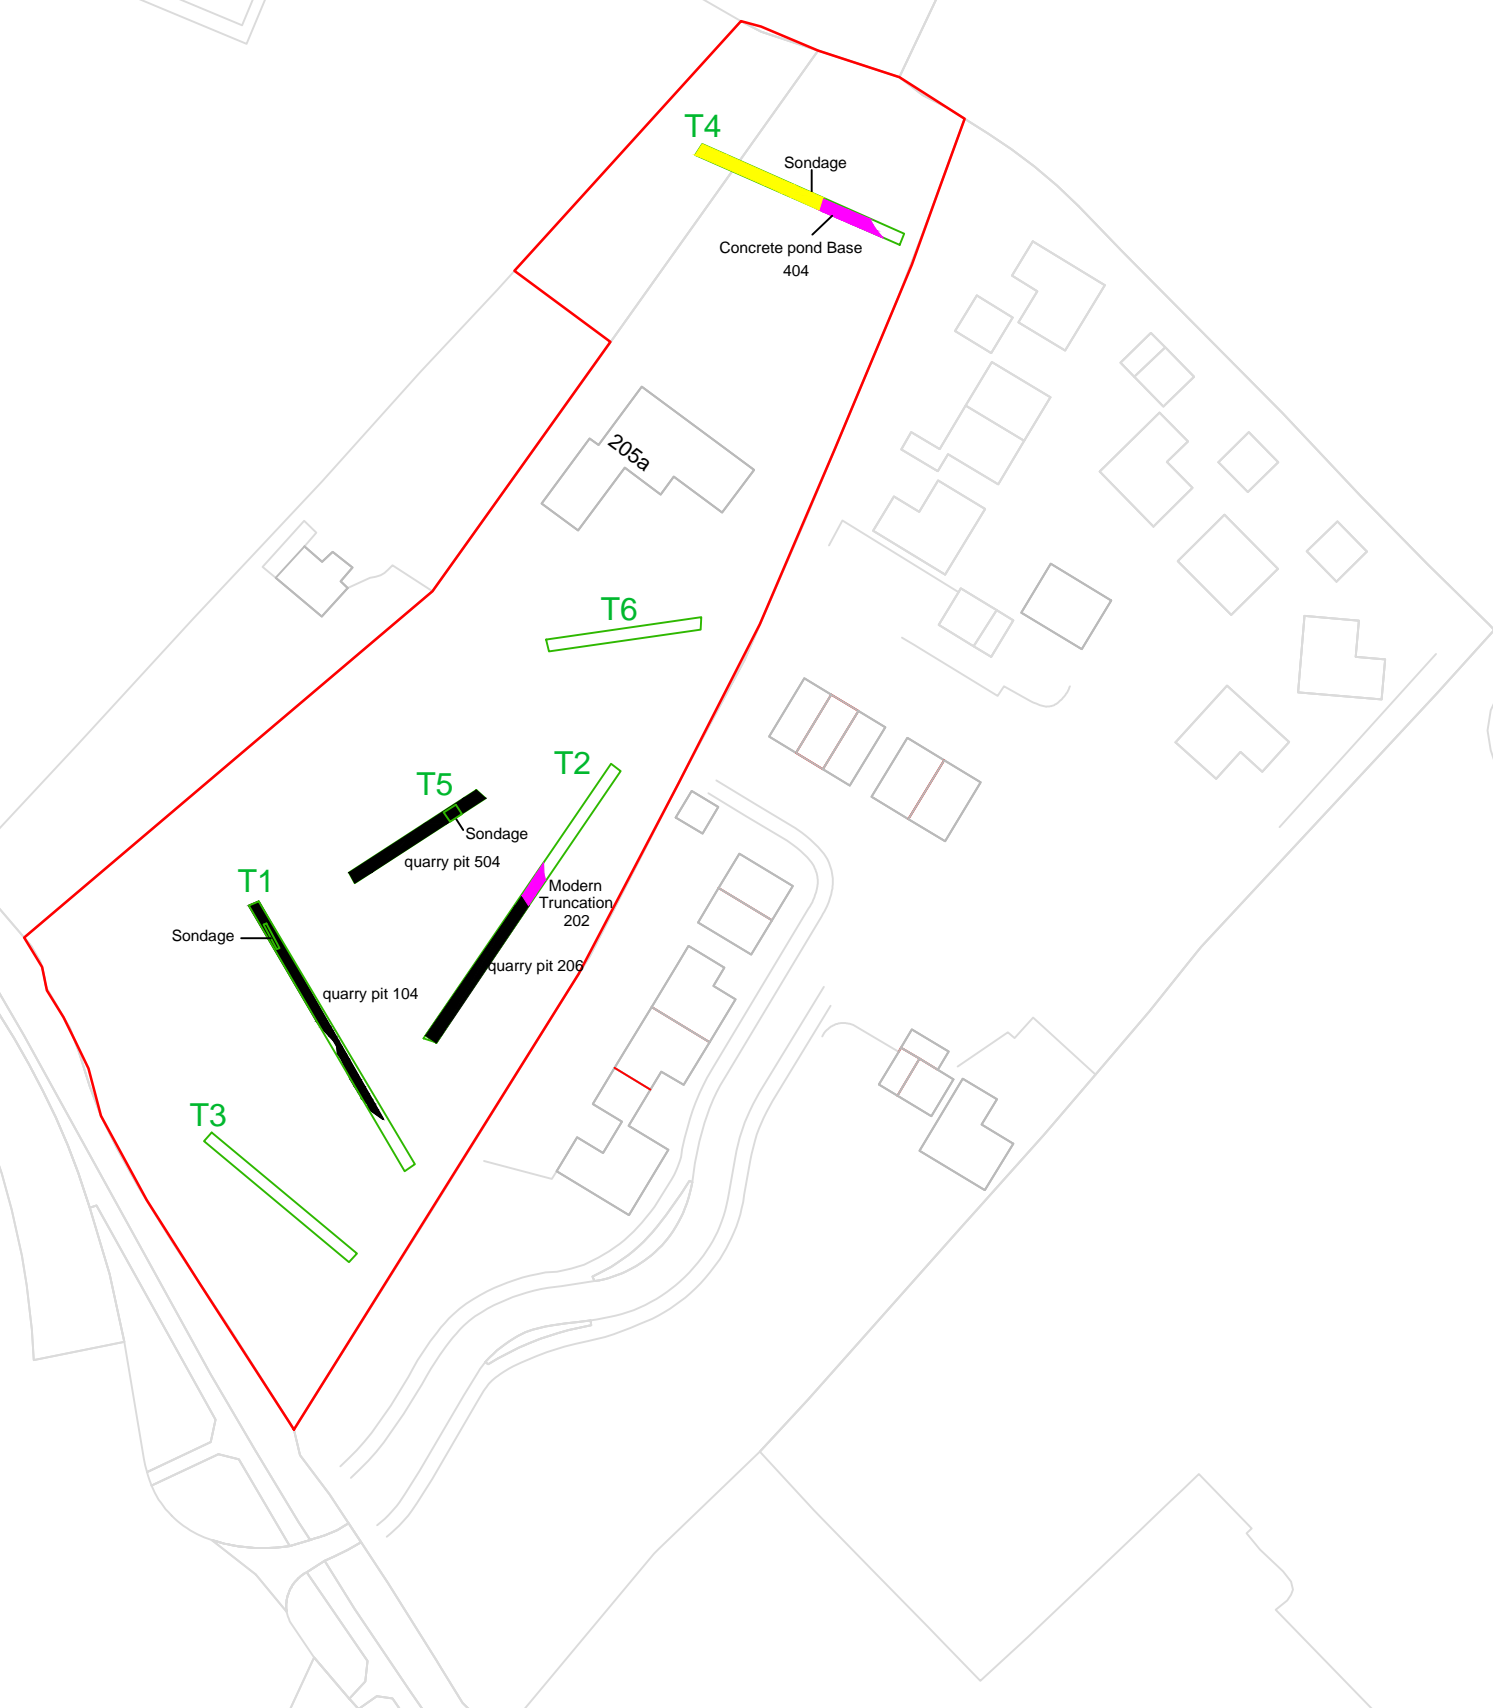 T4
Sondage
Concrete pond Base
404
205a
T6
T2
T5
Sondage
quarry pit 504
T1
Modern
Truncation
202
Sondage
quarry pit 206
quarry pit 104
T3